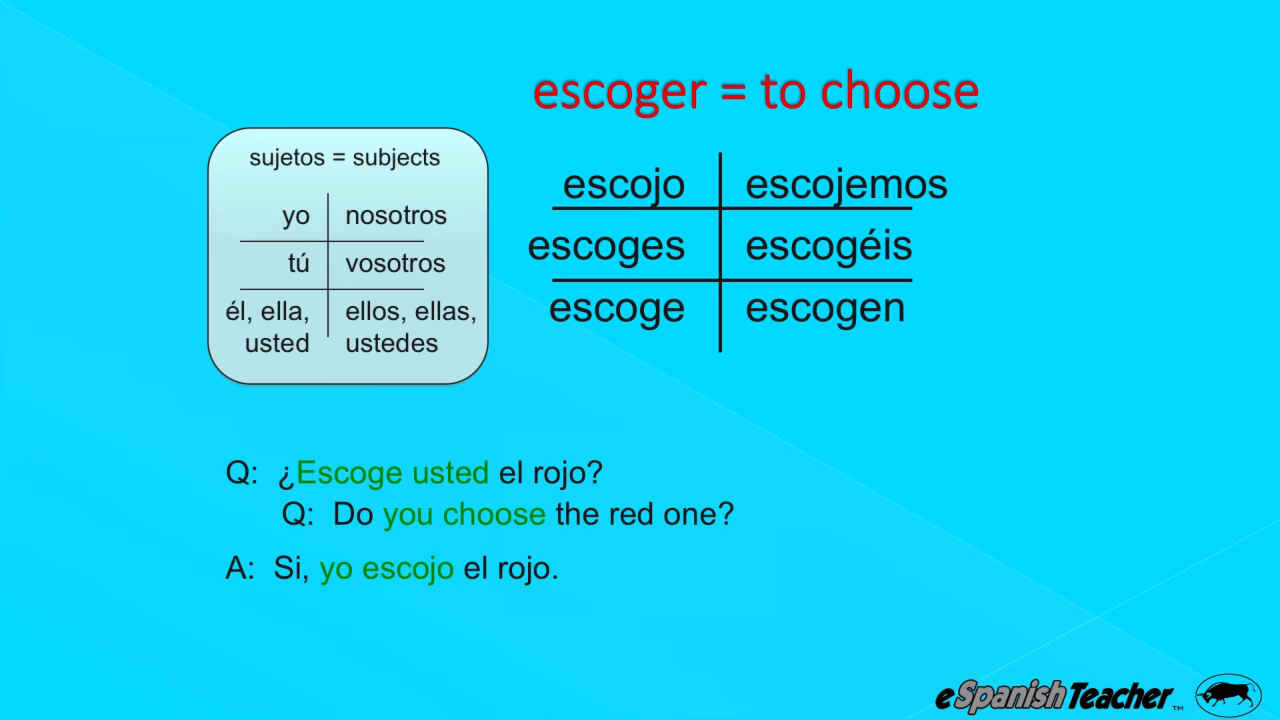 escoger = to choose
sujetos = subjects
yo nosotros
tú vosotros
él, ella, ellos, ellas,
usted ustedes
escojo escojemos
escoges escogéis
escoge escogen
Q: ¿Escoge usted el rojo?
Q: Do you choose the red one?
A: Si, yo escojo el rojo.
eSpanishTeacher™